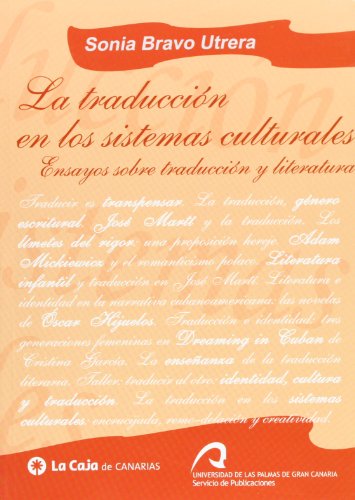 Sonia Bravo Utrera
La traducción
en los sistemas culturales
Ensayos sobre traducción y literatura
Traducir es transpensar. La traducción, género
escritural. José Martí y la traducción. Los
límetes del rigor: una proposición herege. Adam
Mickiewicz y el romanticismo polaco. Literatura
infantil y traducción en José Martí. Literatura e
identidad en la narrativa cubanoamericana: las novelas
de Óscar Hijuelos. Traducción e identidad: tres
generaciones femeninas en Dreaming in Cuban de
Cristina García. La enseñanza de la traducción
literaria. Taller: traducir al otro: identidad, cultura
y traducción. La traducción en los sistemas
culturales: encrucijada, remo-delación y creatividad.
La Caja de CANARIAS
UNIVERSIDAD DE LAS PALMAS DE GRAN CANARIA
Servicio de Publicaciones